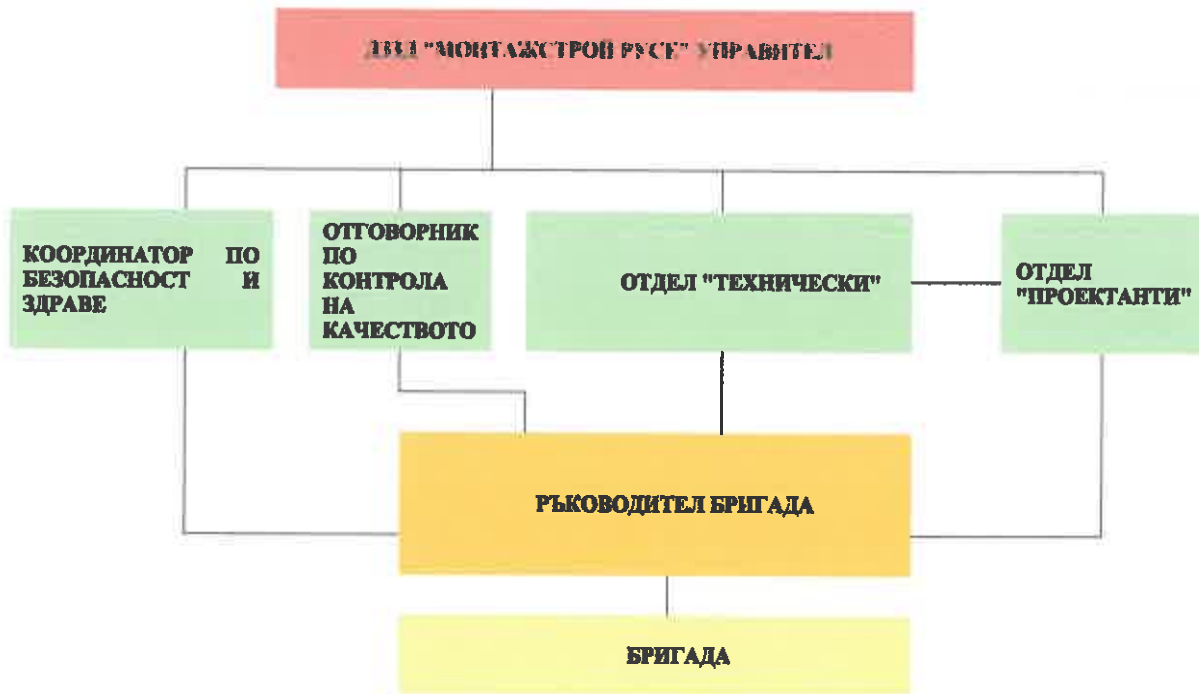 "МОНТАЖСТРОЙ РУСЕ" УПРАВИТЕЛ
КООРДИНАТОР ПО
БЕЗОПАСНОСТ И
ЗДРАВЕ
ОТГОВОРНИК
ПО
КОНТРОЛА
НА
КАЧЕСТВОТО
ОТДЕЛ "ТЕХНИЧЕСКИ"
ОТДЕЛ
"ПРОЕКТАНТИ"
РЪКОВОДИТЕЛ БРИГАДА
БРИГАДА